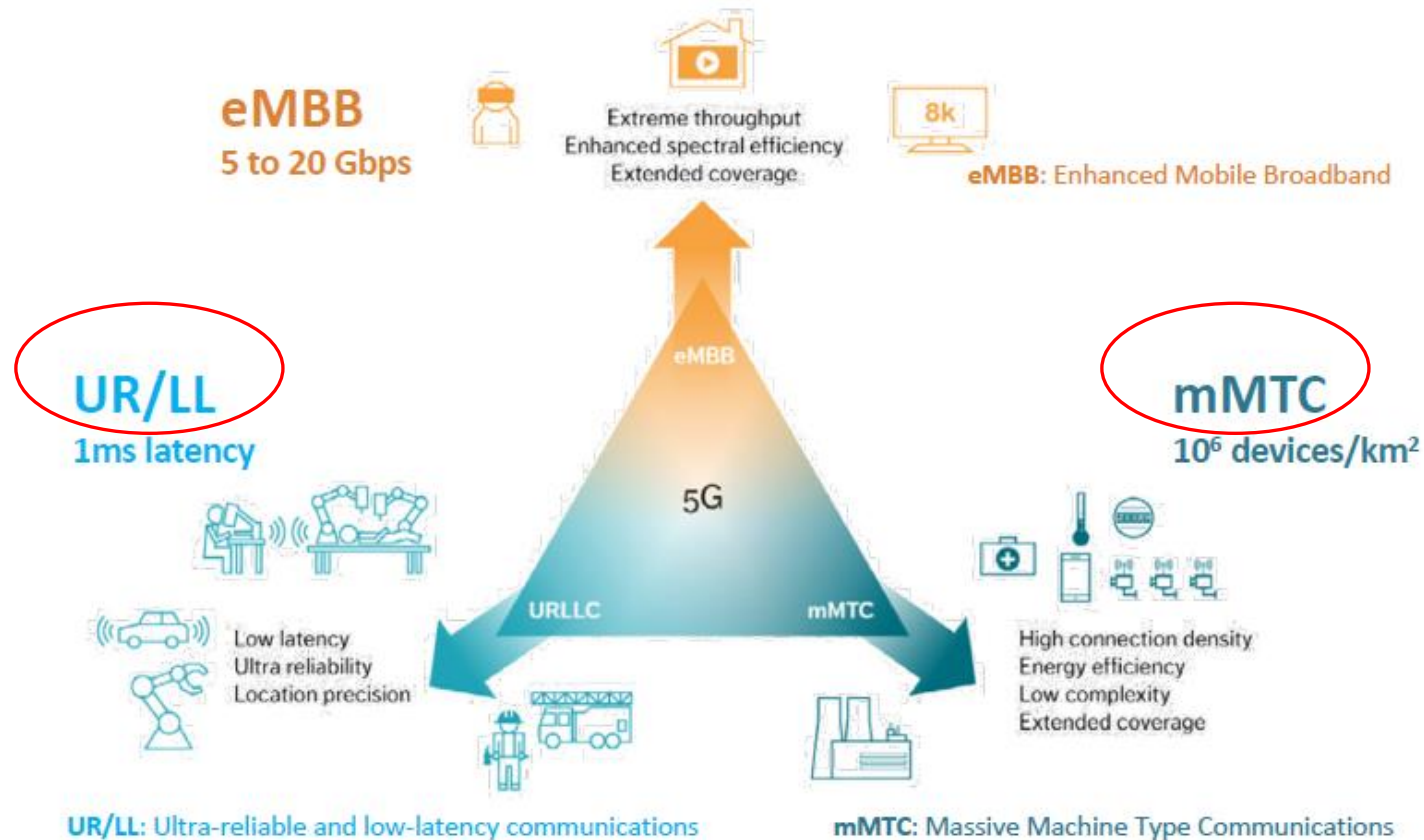 eMBB
5 to 20 Gbps
Extreme throughput
Enhanced spectral efficiency
Extended coverage
8k
eMBB: Enhanced Mobile Broadband
UR/LL
1ms latency
mMTC
10⁶ devices/km²
eMBB
5G
URLLC
mMTC
Low latency
Ultra reliability
Location precision
High connection density
Energy efficiency
Low complexity
Extended coverage
UR/LL: Ultra-reliable and low-latency communications
mMTC: Massive Machine Type Communications